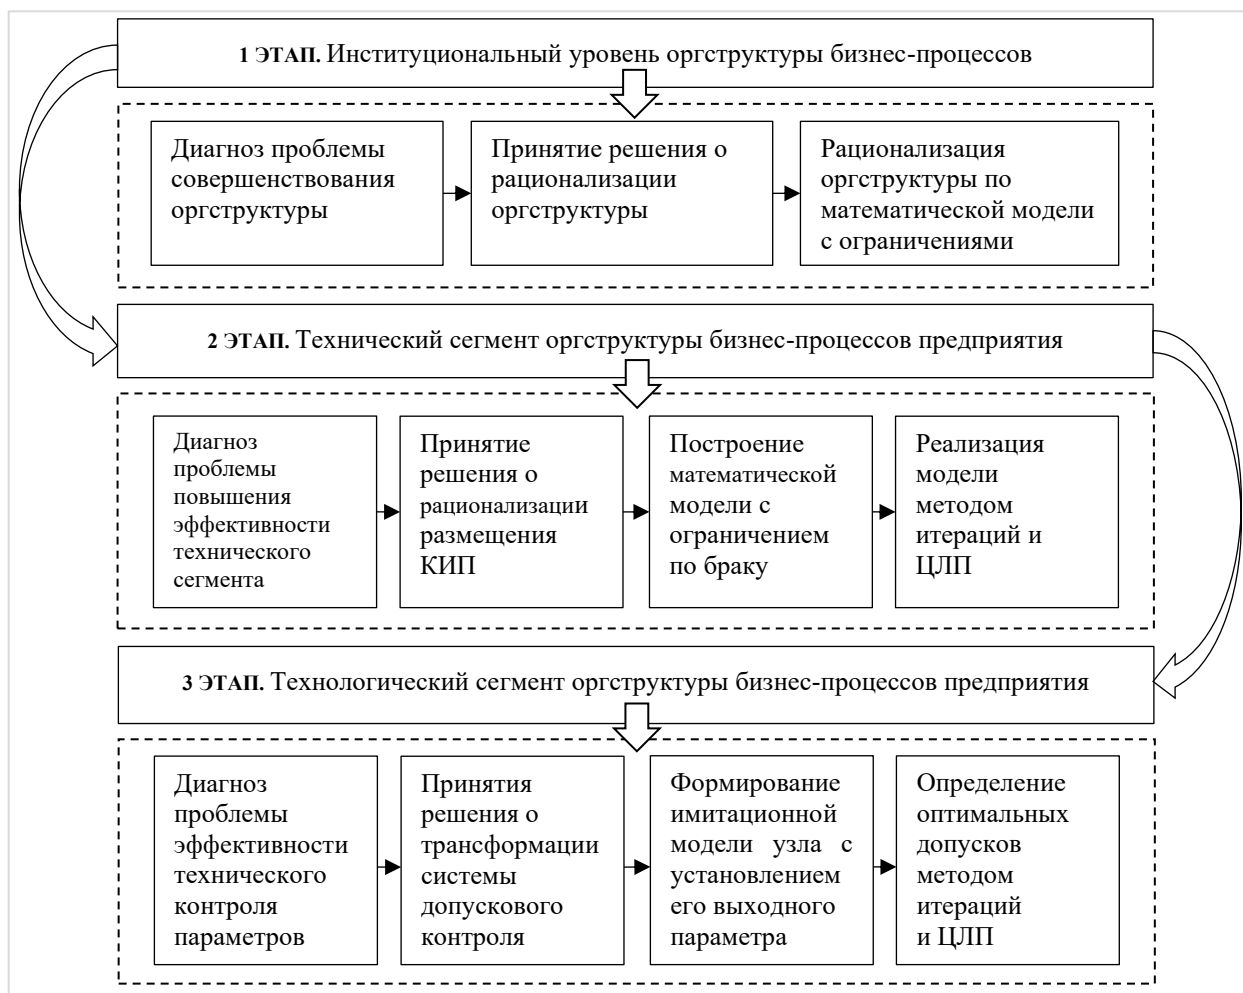 1 ЭТАП. Институциональный уровень оргструктуры бизнес-процессов
Диагноз проблемы
совершенствования
оргструктуры
Принятие решения о
рационализации
оргструктуры
Рационализация
оргструктуры по
математической модели
с ограничениями
2 ЭТАП. Технический сегмент оргструктуры бизнес-процессов предприятия
Диагноз
проблемы
повышения
эффективности
технического
сегмента
Принятие
решения о
рационализации
размещения
КИП
Построение
математической
модели с
ограничением
по браку
Реализация
модели
методом
итераций и
ЦЛП
3 ЭТАП. Технологический сегмент оргструктуры бизнес-процессов предприятия
Диагноз
проблемы
эффективности
технического
контроля
параметров
Принятия
решения о
трансформации
системы
допускового
контроля
Формирование
имитационной
модели узла с
установлением
его выходного
параметра
Определение
оптимальных
допусков
методом
итераций
и ЦЛП